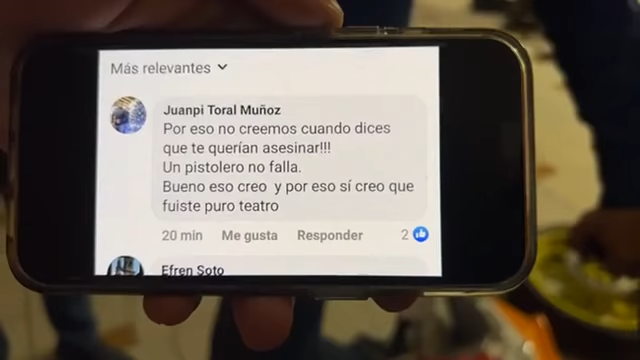 Más relevantes
Juanpi Toral Muñoz
Por eso no creemos cuando dices
que te querían asesinar!!!
Un pistolero no falla.
Bueno eso creo y por eso sí creo que
fuiste puro teatro
20 min Me gusta Responder 2
Efren Soto